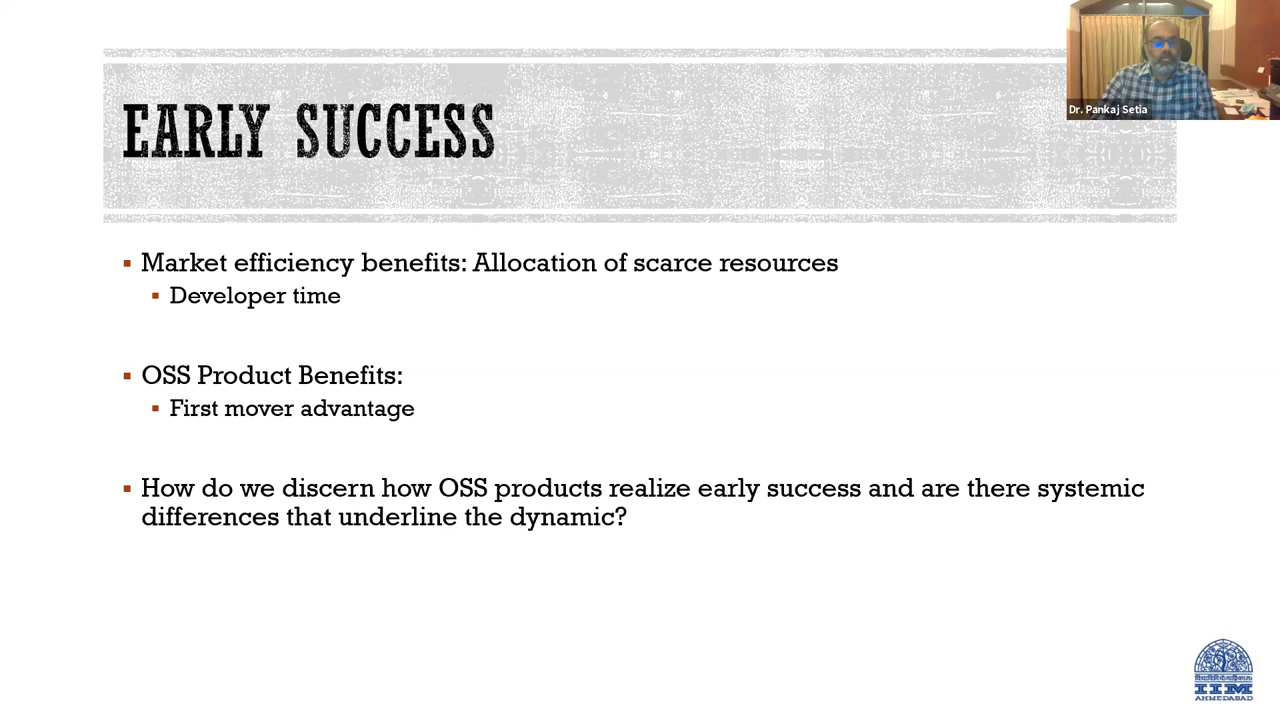 Dr. Pankaj Setia
EARLY SUCCESS
Market efficiency benefits: Allocation of scarce resources
Developer time
OSS Product Benefits:
First mover advantage
How do we discern how OSS products realize early success and are there systemic
differences that underline the dynamic?
IIM
AHMEDABAD